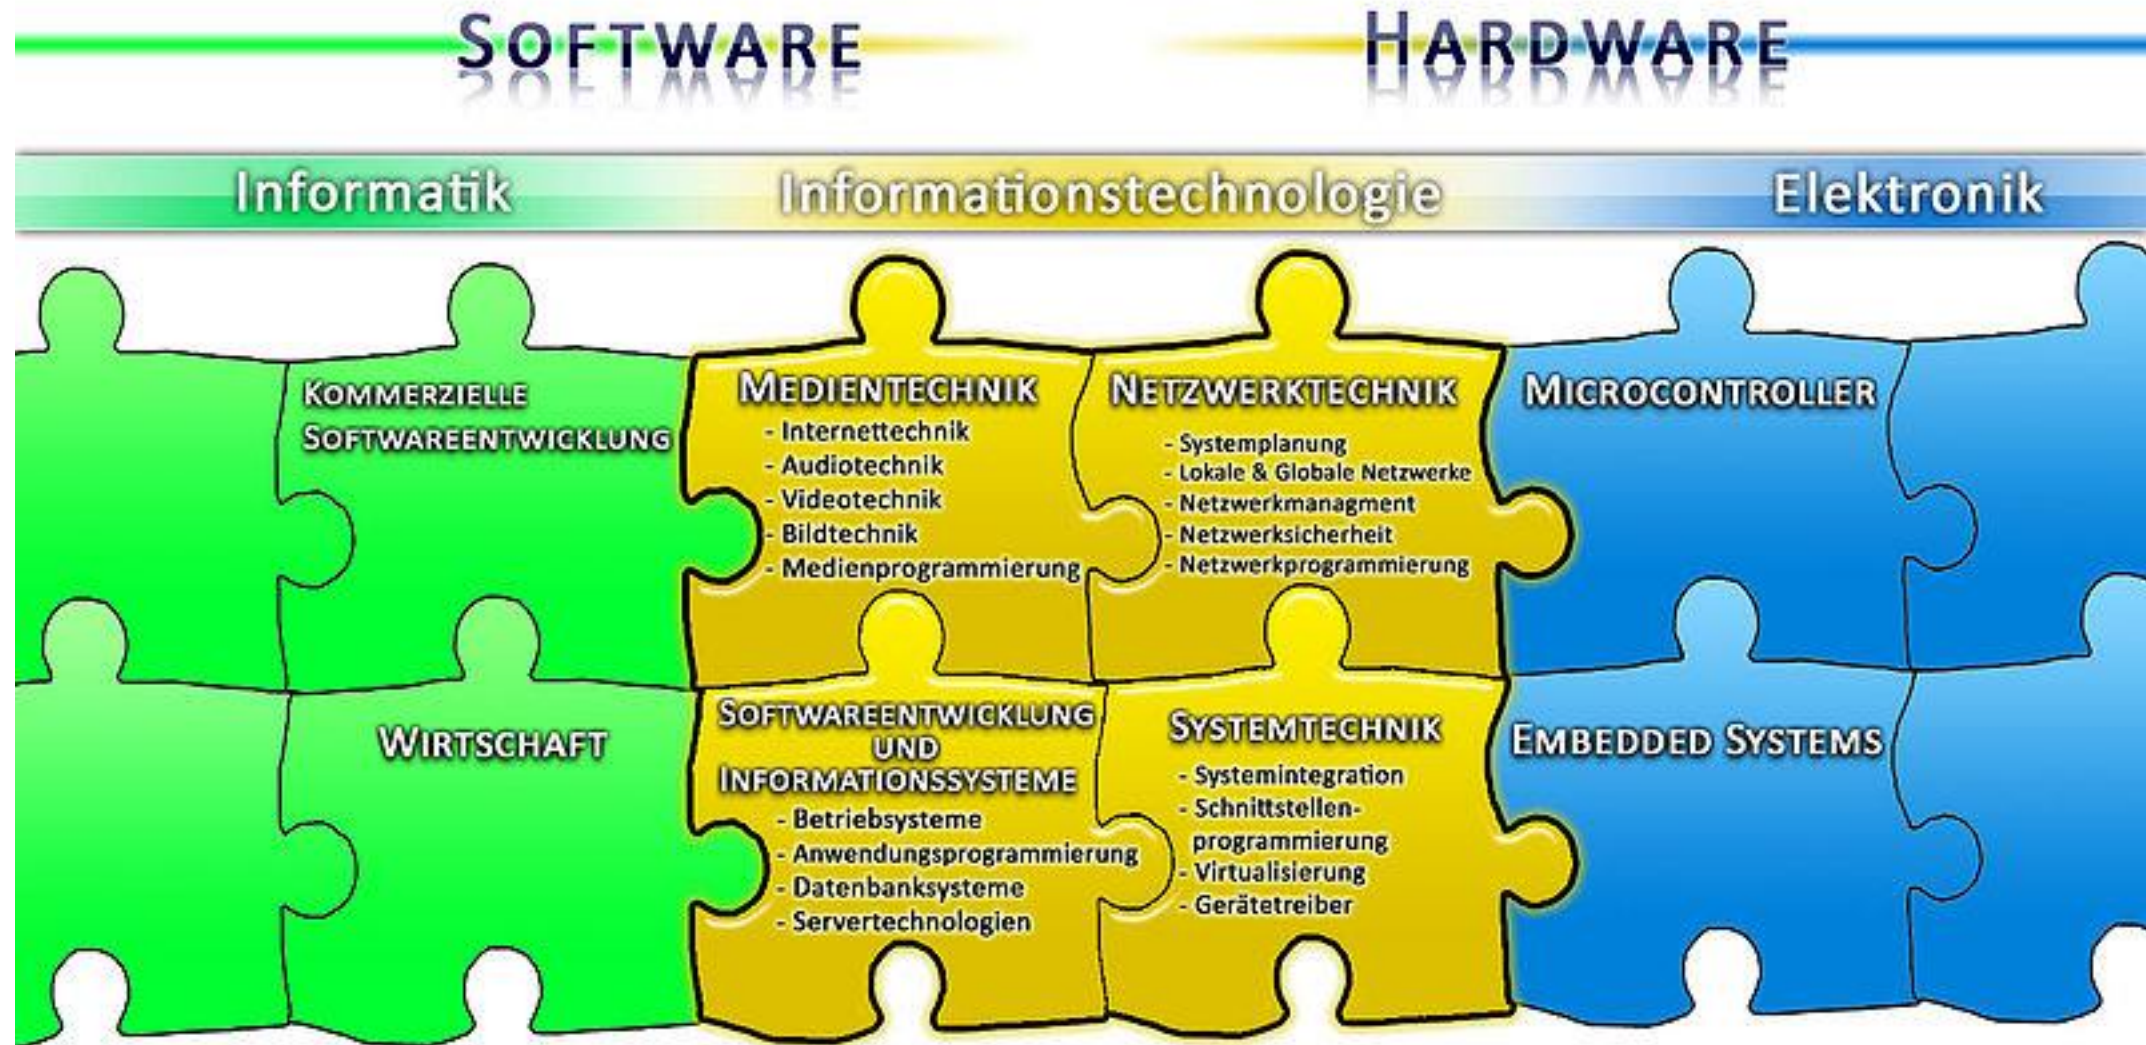 SOFTWARE
HARDWARE
Informatik
Informationstechnologie
Elektronik
KOMMERZIELLE
SOFTWAREENTWICKLUNG
MEDIENTECHNIK
- Internettechnik
- Audiotechnik
- Videotechnik
- Bildtechnik
- Medienprogrammierung
NETZWERKTECHNIK
- Systemplanung
- Lokale & Globale Netzwerke
- Netzwerkmanagment
- Netzwerksicherheit
- Netzwerkprogrammierung
MICROCONTROLLER
WIRTSCHAFT
SOFTWAREENTWICKLUNG
UND
INFORMATIONSSYSTEME
- Betriebsysteme
- Anwendungsprogrammierung
- Datenbanksysteme
- Servertechnologien
SYSTEMTECHNIK
- Systemintegration
- Schnittstellen-
programmierung
- Virtualisierung
- Gerätetreiber
EMBEDDED SYSTEMS